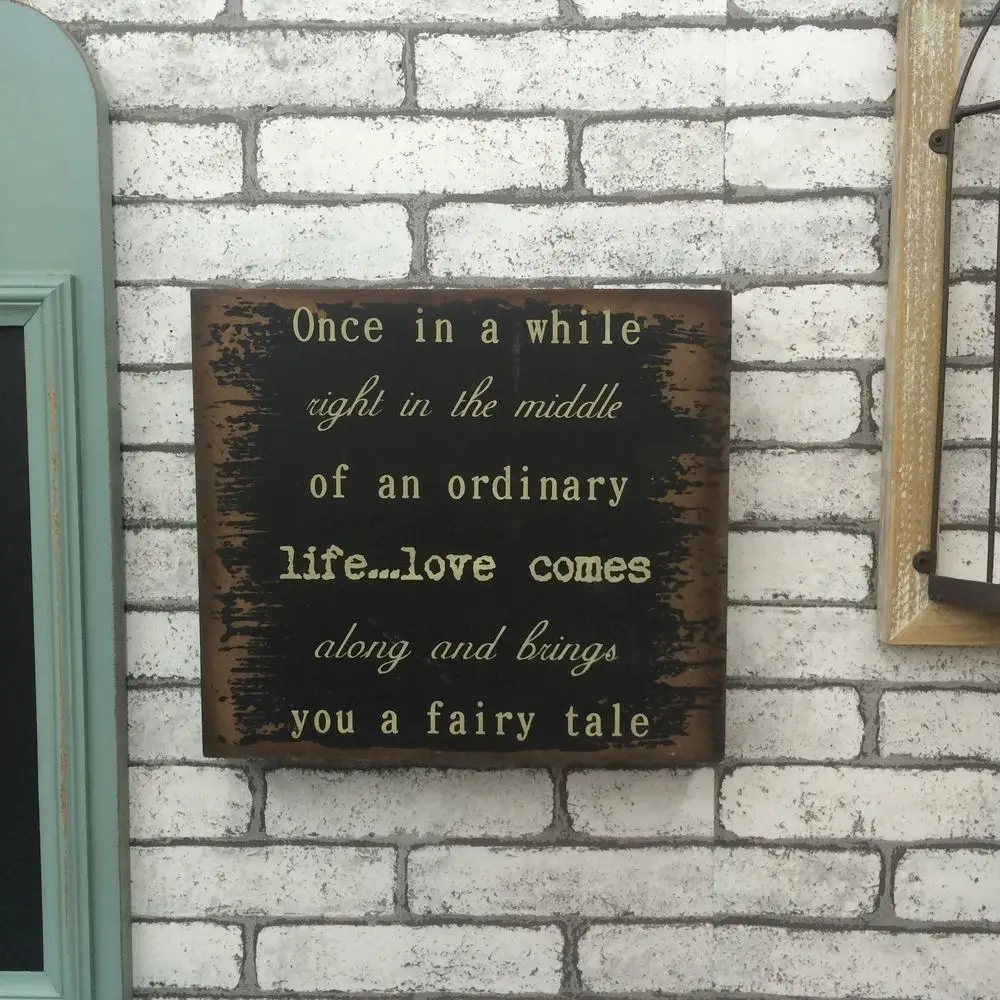 Once in a while
right in the middle
of an ordinary
life...love comes
along and brings
you a fairy tale